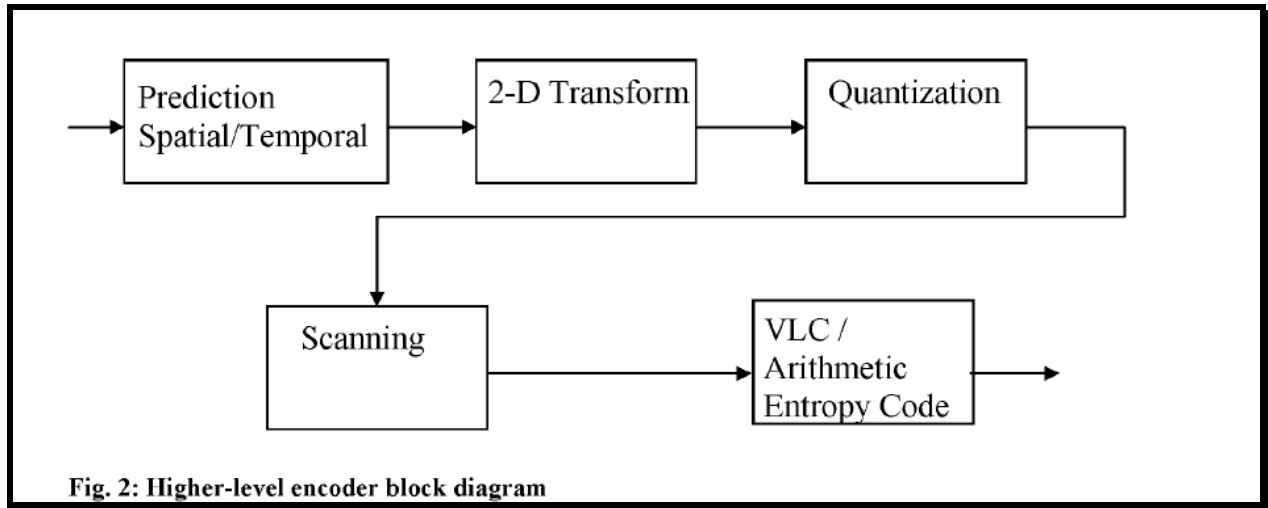 Prediction
Spatial/Temporal
2-D Transform
Quantization
Scanning
VLC /
Arithmetic
Entropy Code
Fig. 2: Higher-level encoder block diagram